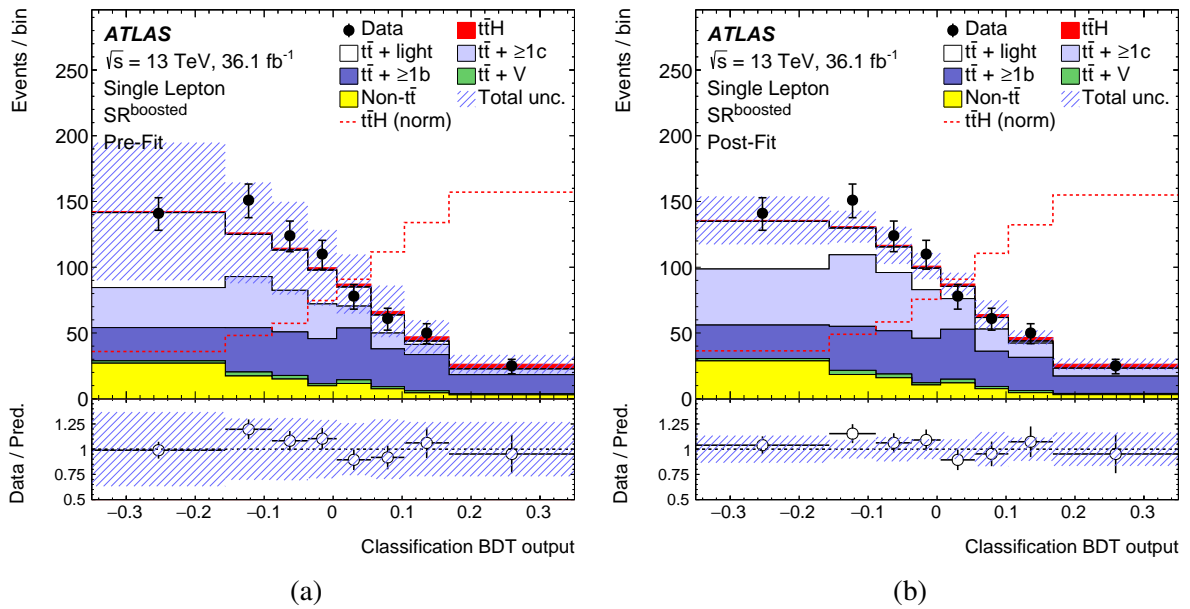 ATLAS
√s = 13 TeV, 36.1 fb⁻¹
Single Lepton
SRboosted
Pre-Fit
Data
tt̄H
tt̄ + light
tt̄ + ≥1c
tt̄ + ≥1b
tt̄ + V
Non-tt̄
Total unc.
tt̄H (norm)
Events / bin
250
200
150
100
50
0
Data / Pred.
1.25
1
0.75
0.5
−0.3 −0.2 −0.1 0 0.1 0.2 0.3
Classification BDT output
(a)
ATLAS
√s = 13 TeV, 36.1 fb⁻¹
Single Lepton
SRboosted
Post-Fit
Data
tt̄H
tt̄ + light
tt̄ + ≥1c
tt̄ + ≥1b
tt̄ + V
Non-tt̄
Total unc.
tt̄H (norm)
Events / bin
250
200
150
100
50
0
Data / Pred.
1.25
1
0.75
0.5
−0.3 −0.2 −0.1 0 0.1 0.2 0.3
Classification BDT output
(b)